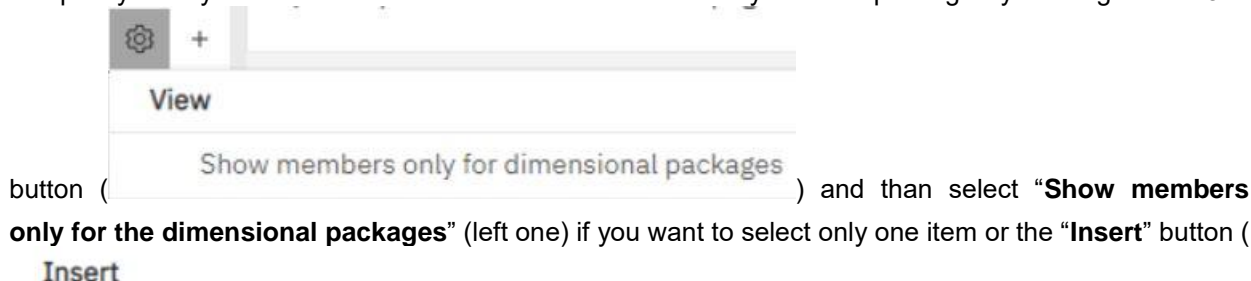 +
View
Show members only for dimensional packages
button ( ) and than select “Show members
only for the dimensional packages” (left one) if you want to select only one item or the “Insert” button (
Insert